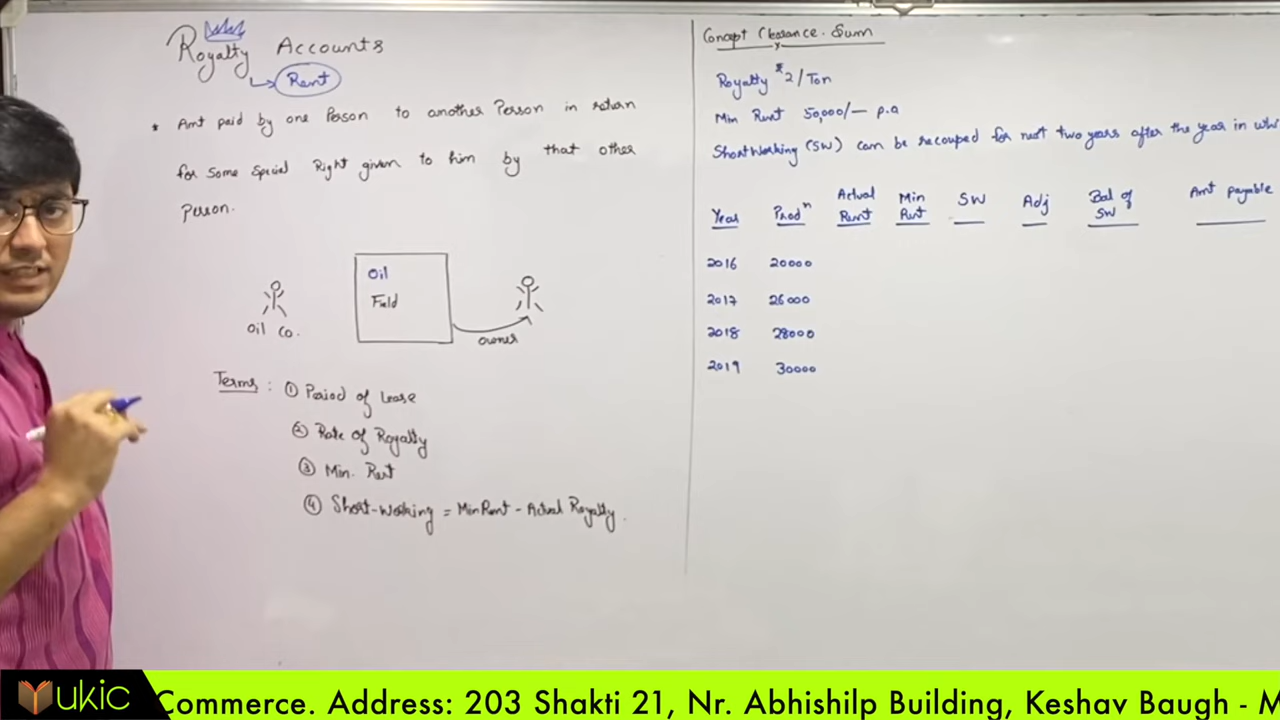 Royalty Accounts
Rent
* Amt paid by one Person to another Person in return
for some special Right given to him by that other
Person.
Oil
Field
Oil Co.
owner
Terms : ① Period of Lease
② Rate of Royalty
③ Min. Rent
④ Short-working = Min Rent - Actual Royalty.
Concept Clearance Sum
Royalty ₹2/Ton
Min Rent 50,000/— p.a
Shortworking (SW) can be recouped for next two years after the year in wh
Year Prodⁿ Actual Rent Min Rent SW Adj Bal of SW Amt payable
2016 20000
2017 26000
2018 28000
2019 30000
YUKIC
Commerce. Address: 203 Shakti 21, Nr. Abhishilp Building, Keshav Baugh - M